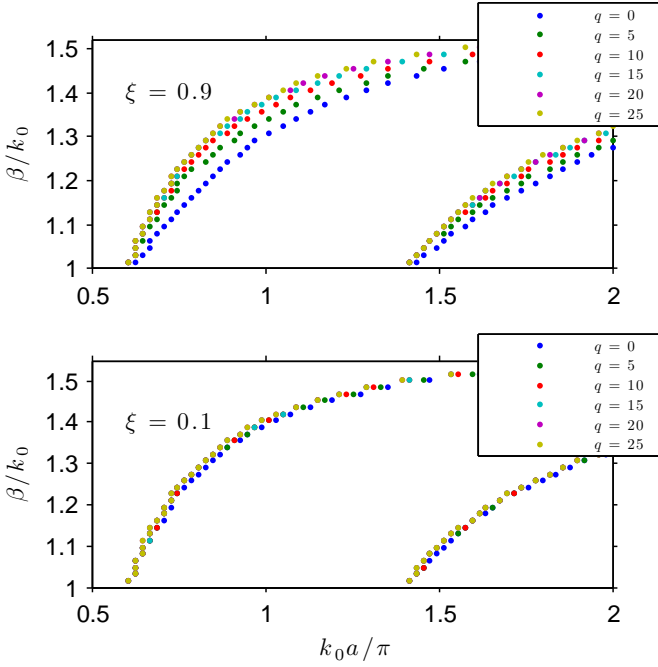 1.5
1.4
1.3
1.2
1.1
1
β/k₀
ξ = 0.9
q = 0
q = 5
q = 10
q = 15
q = 20
q = 25
0.5
1
1.5
2
1.5
1.4
1.3
1.2
1.1
1
β/k₀
ξ = 0.1
q = 0
q = 5
q = 10
q = 15
q = 20
q = 25
0.5
1
1.5
2
k₀a/π